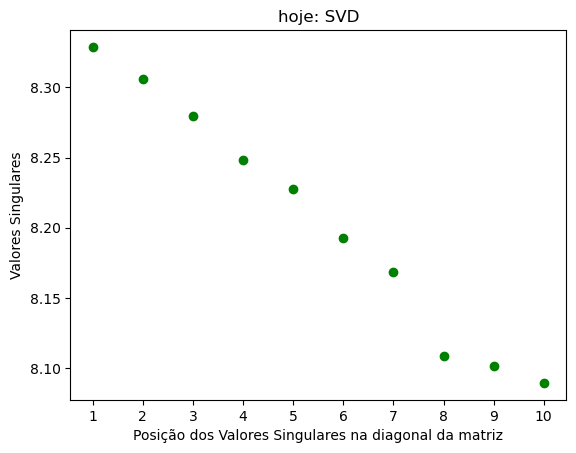 hoje: SVD
Valores Singulares
8.30
8.25
8.20
8.15
8.10
1 2 3 4 5 6 7 8 9 10
Posição dos Valores Singulares na diagonal da matriz